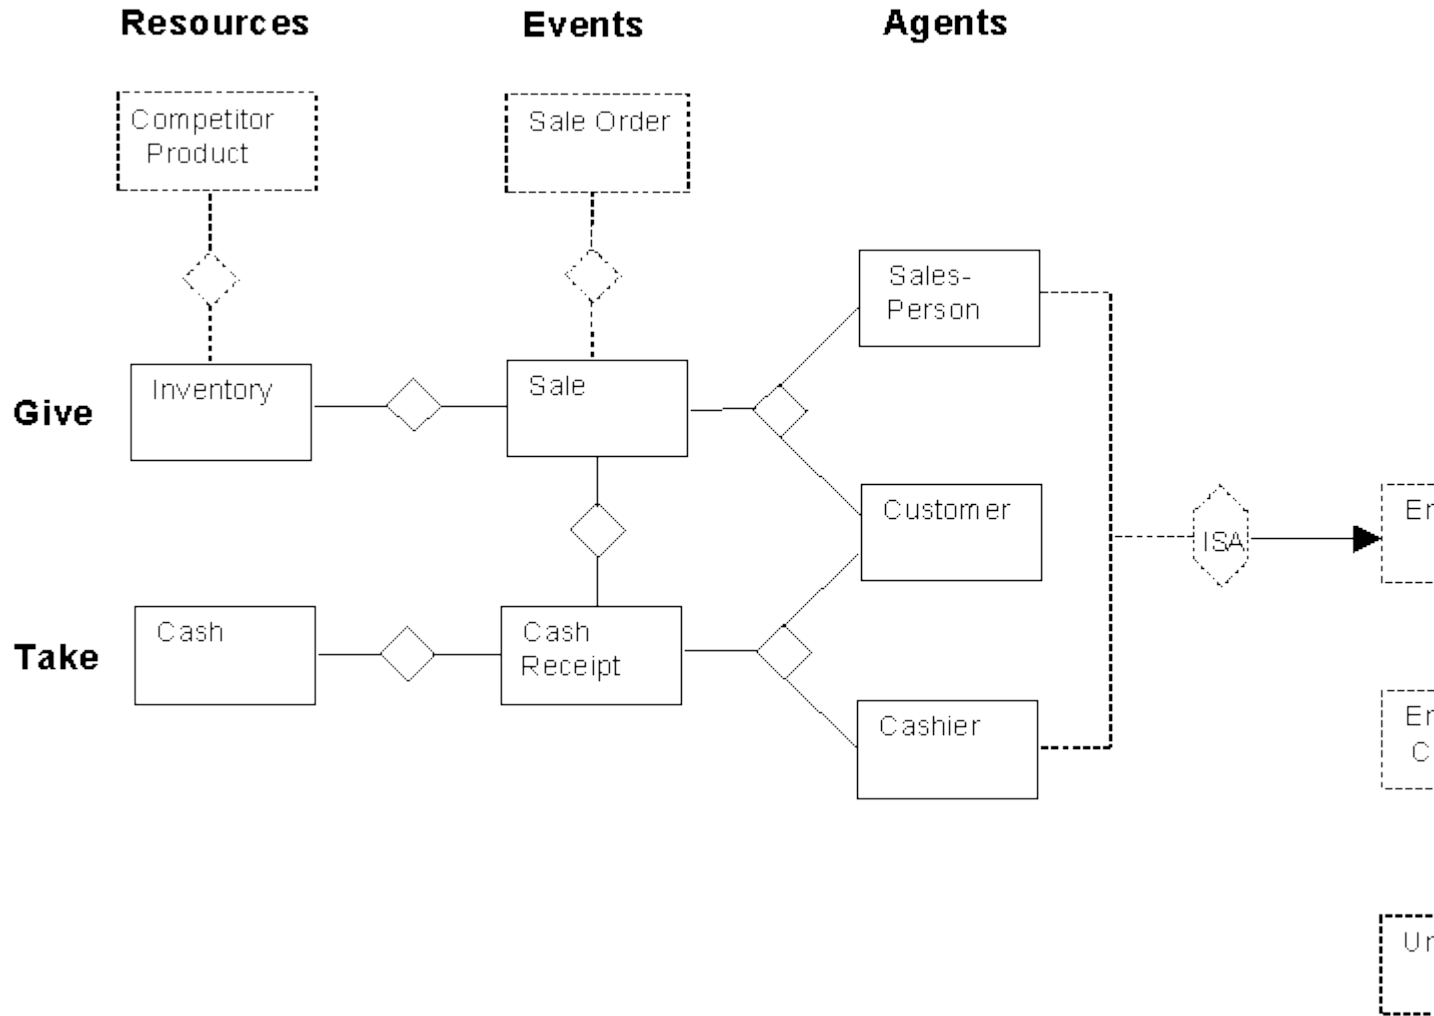 Resources Events Agents
Competitor
Product
Sale Order
Sales-
Person
Give
Inventory
Sale
Customer
ISA
Take
Cash
Cash
Receipt
Cashier